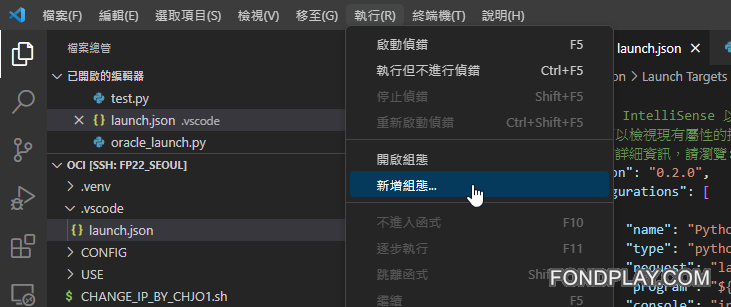 檔案(F) 編輯(E) 選取項目(S) 檢視(V) 移至(G) 執行(R) 終端機(T) 說明(H)
檔案總管
已開啟的編輯器
test.py
launch.json .vscode
oracle_launch.py
OCI [SSH: FP22_SEOUL]
.venv
.vscode
launch.json
CONFIG
USE
CHANGE_IP_BY_CHJO1.sh
啟動偵錯 F5
執行但不進行偵錯 Ctrl+F5
停止偵錯 Shift+F5
重新啟動偵錯 Ctrl+Shift+F5
開啟組態
新增組態...
不進入函式 F10
逐步執行 F11
跳離函式
繼續 F5
launch.json
Launch Targets
IntelliSense
以檢視現有屬性的
詳細資訊，請瀏覽:
on": "0.2.0",
gurations": [
"name": "Pytho
"type": "pytho
"request": "la
"program": "${
"console": "in
FONDPLAY.COM